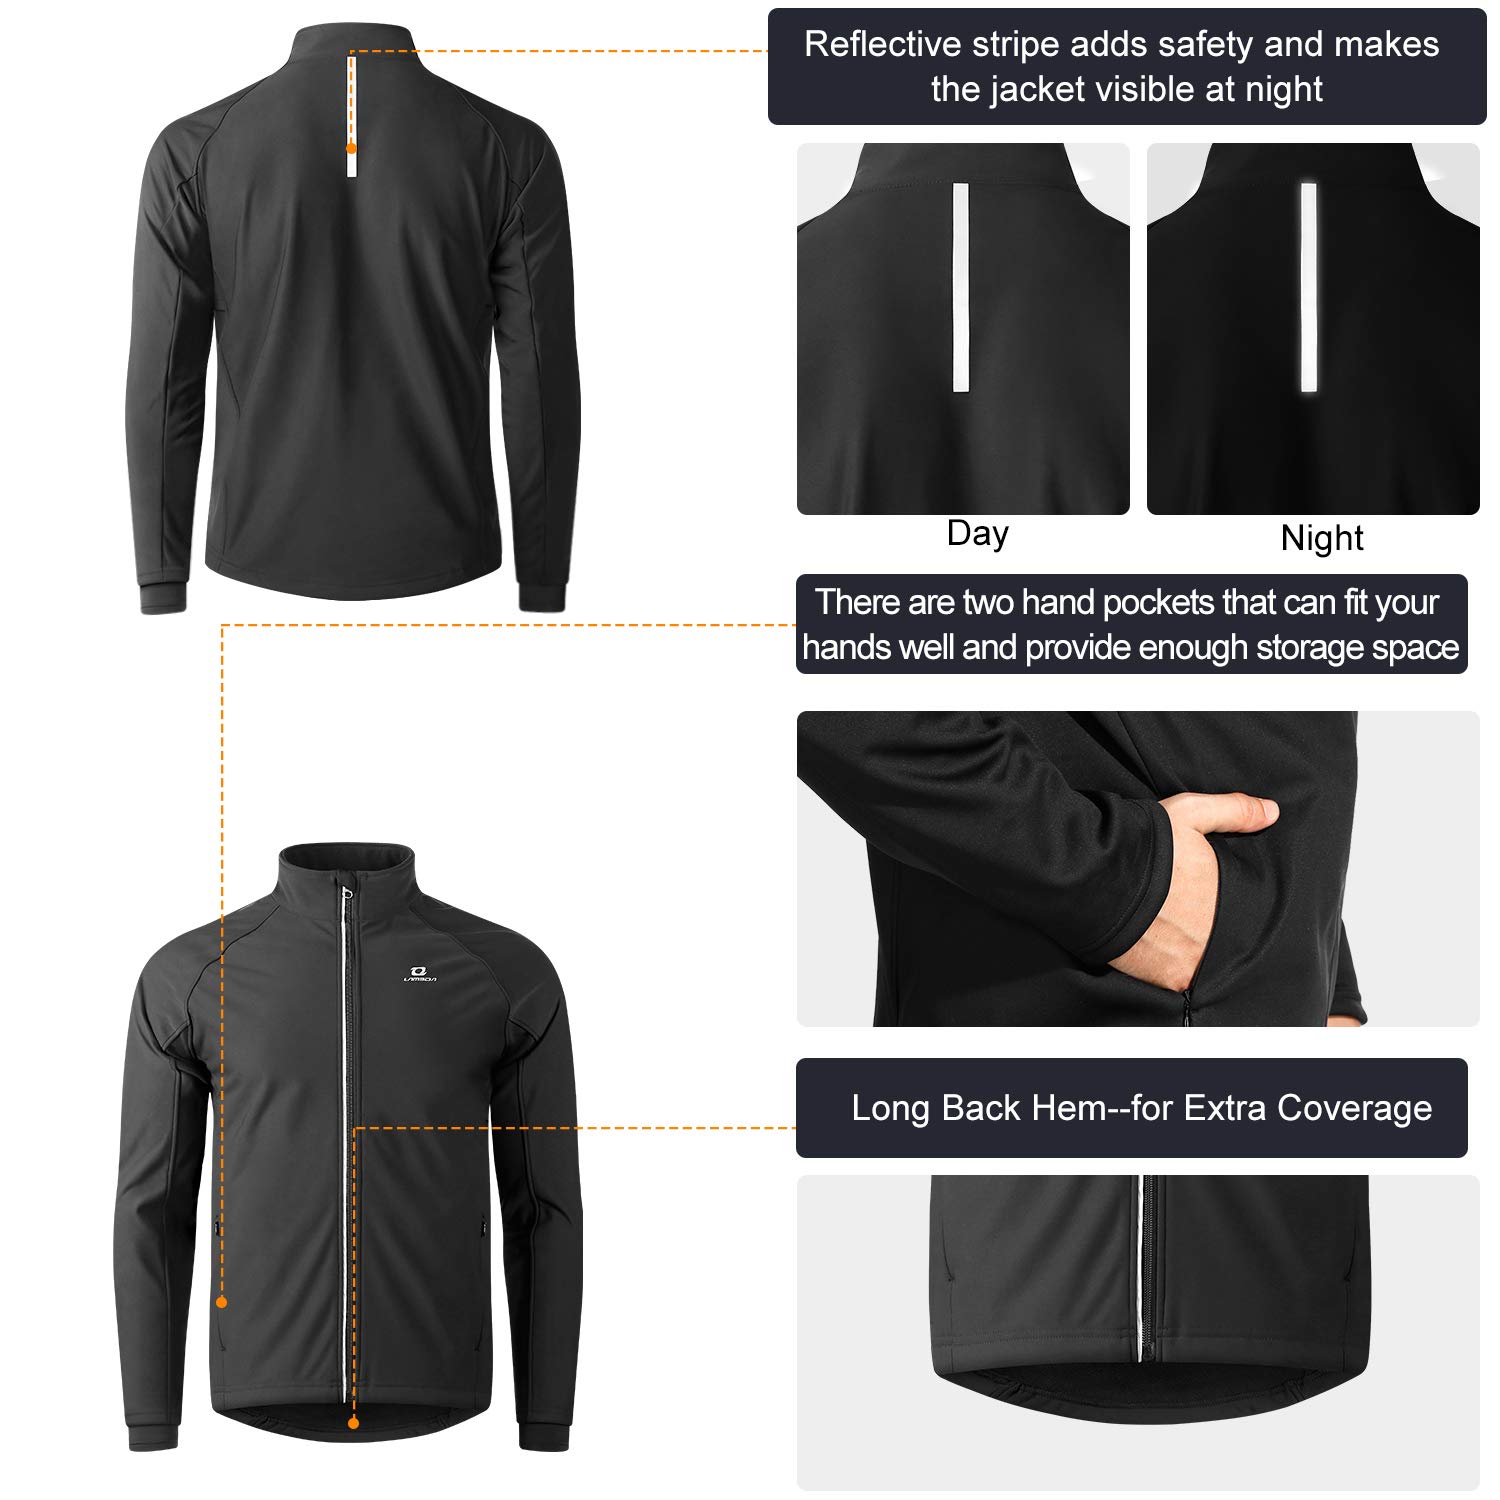 Reflective stripe adds safety and makes
the jacket visible at night
Day
Night
There are two hand pockets that can fit your
hands well and provide enough storage space
LAMBDA
Long Back Hem--for Extra Coverage